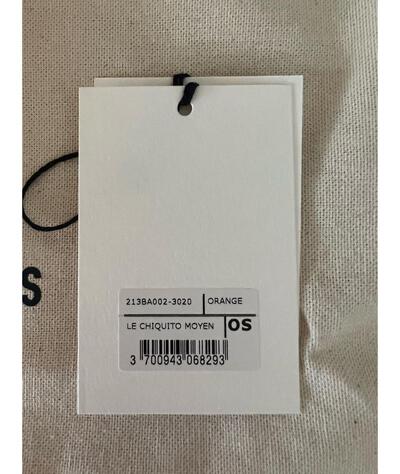 S
213BA002-3020 ORANGE
LE CHIQUITO MOYEN OS
3 700943 068293